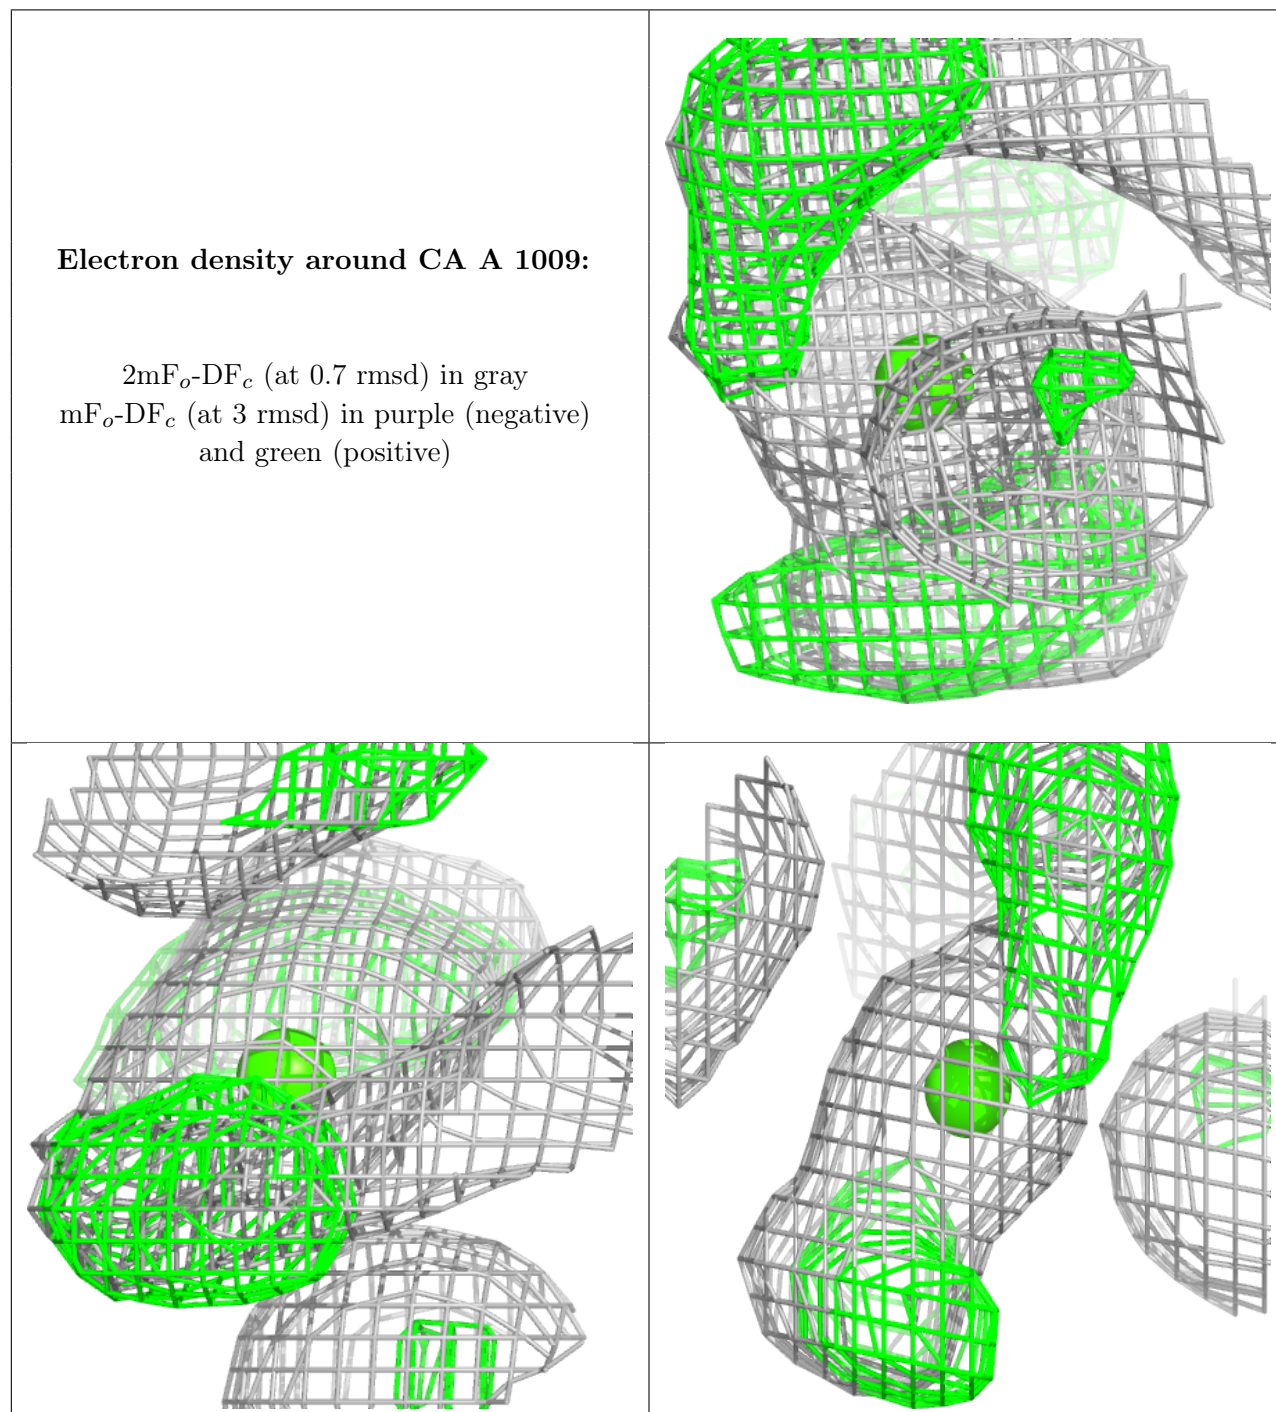 Electron density around CA A 1009:
2mFo-DFc (at 0.7 rmsd) in gray
mFo-DFc (at 3 rmsd) in purple (negative)
and green (positive)